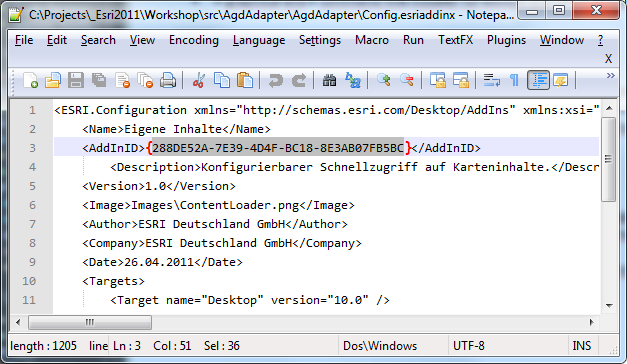 C:\Projects\_Esri2011\Workshop\src\AgdAdapter\AgdAdapter\Config.esriaddinx - Notepa...
File Edit Search View Encoding Language Settings Macro Run TextFX Plugins Window ?
X
1 <ESRI.Configuration xmlns="http://schemas.esri.com/Desktop/AddIns" xmlns:xsi="
2 <Name>Eigene Inhalte</Name>
3 <AddInID>{288DE52A-7E39-4D4F-BC18-8E3AB07FB5BC}</AddInID>
4 <Description>Konfigurierbarer Schnellzugriff auf Karteninhalte.</Descr
5 <Version>1.0</Version>
6 <Image>Images\ContentLoader.png</Image>
7 <Author>ESRI Deutschland GmbH</Author>
8 <Company>ESRI Deutschland GmbH</Company>
9 <Date>26.04.2011</Date>
10 <Targets>
11 <Target name="Desktop" version="10.0" />
length : 1205 line Ln : 3 Col : 51 Sel : 36 Dos\Windows UTF-8 INS